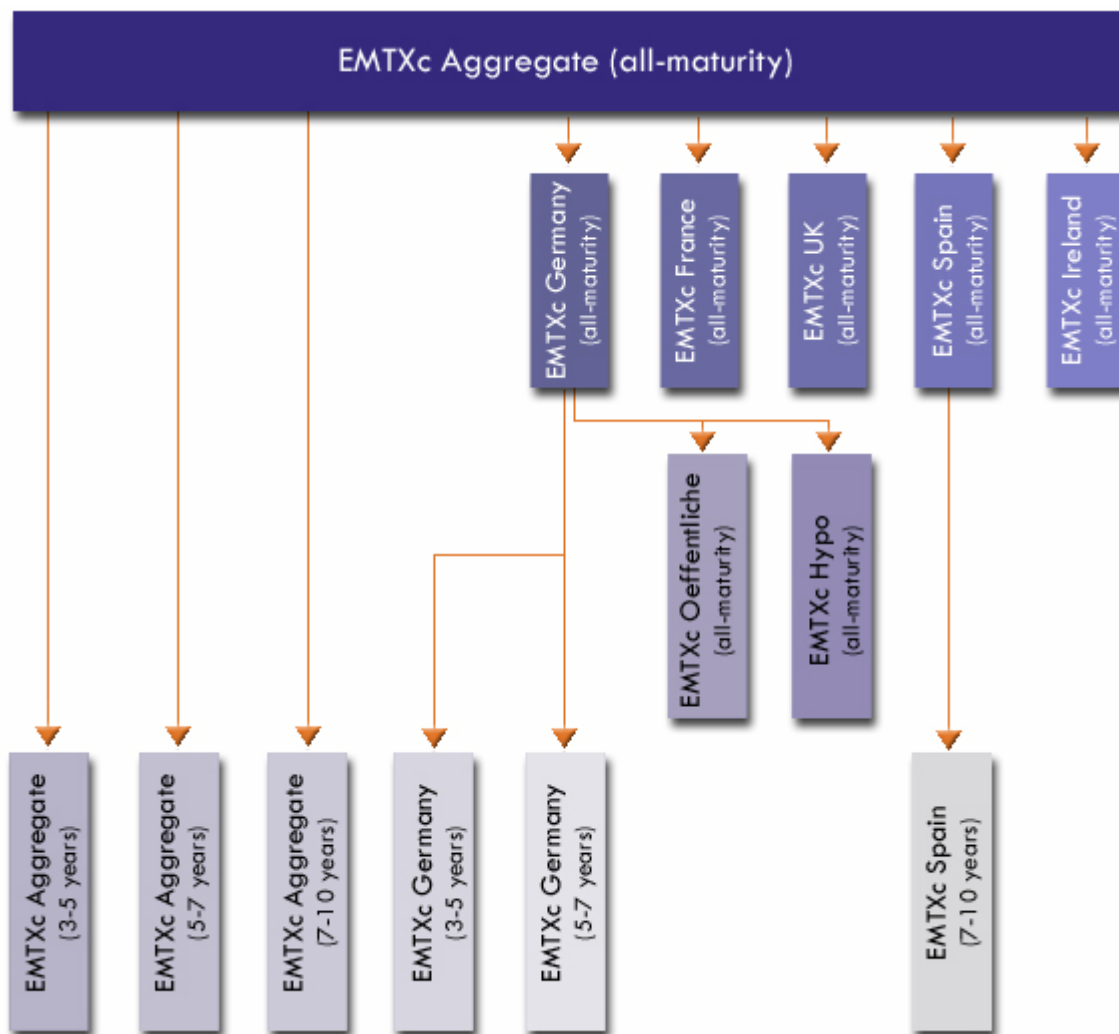 EMTXc Aggregate (all-maturity)
EMTXc Germany
(all-maturity)
EMTXc France
(all-maturity)
EMTXc UK
(all-maturity)
EMTXc Spain
(all-maturity)
EMTXc Ireland
(all-maturity)
EMTXc Oeffentliche
(all-maturity)
EMTXc Hypo
(all-maturity)
EMTXc Aggregate
(3-5 years)
EMTXc Aggregate
(5-7 years)
EMTXc Aggregate
(7-10 years)
EMTXc Germany
(3-5 years)
EMTXc Germany
(5-7 years)
EMTXc Spain
(7-10 years)